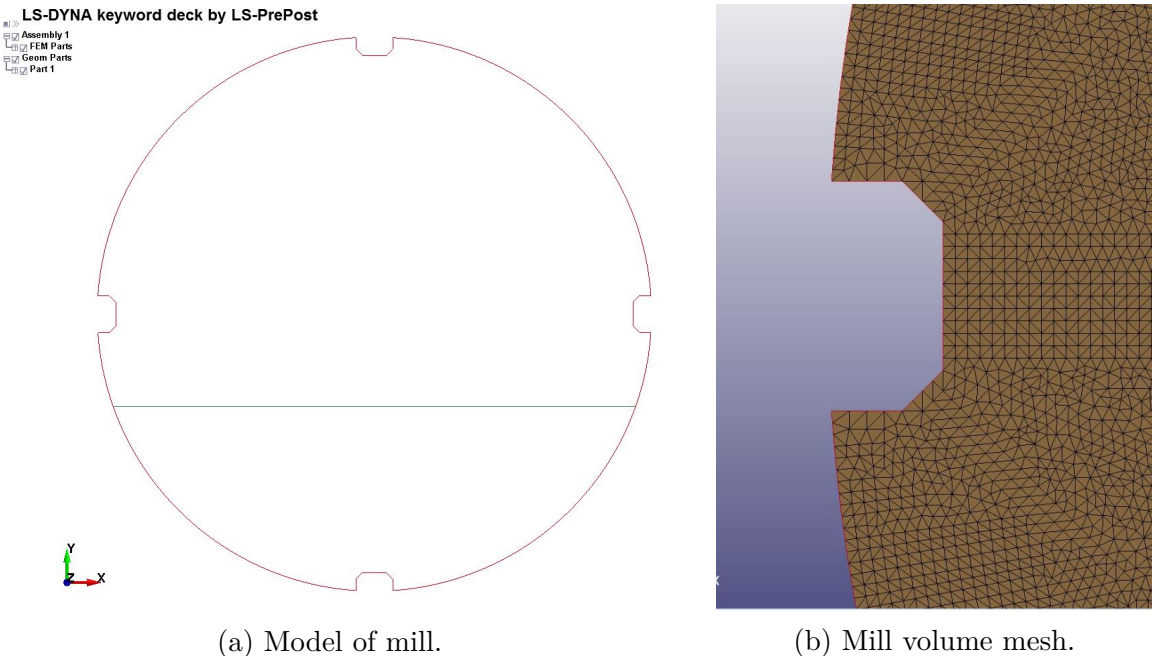 LS-DYNA keyword deck by LS-PrePost
Assembly 1
FEM Parts
Geom Parts
Part 1
Y
Z X
X
(a) Model of mill.
(b) Mill volume mesh.